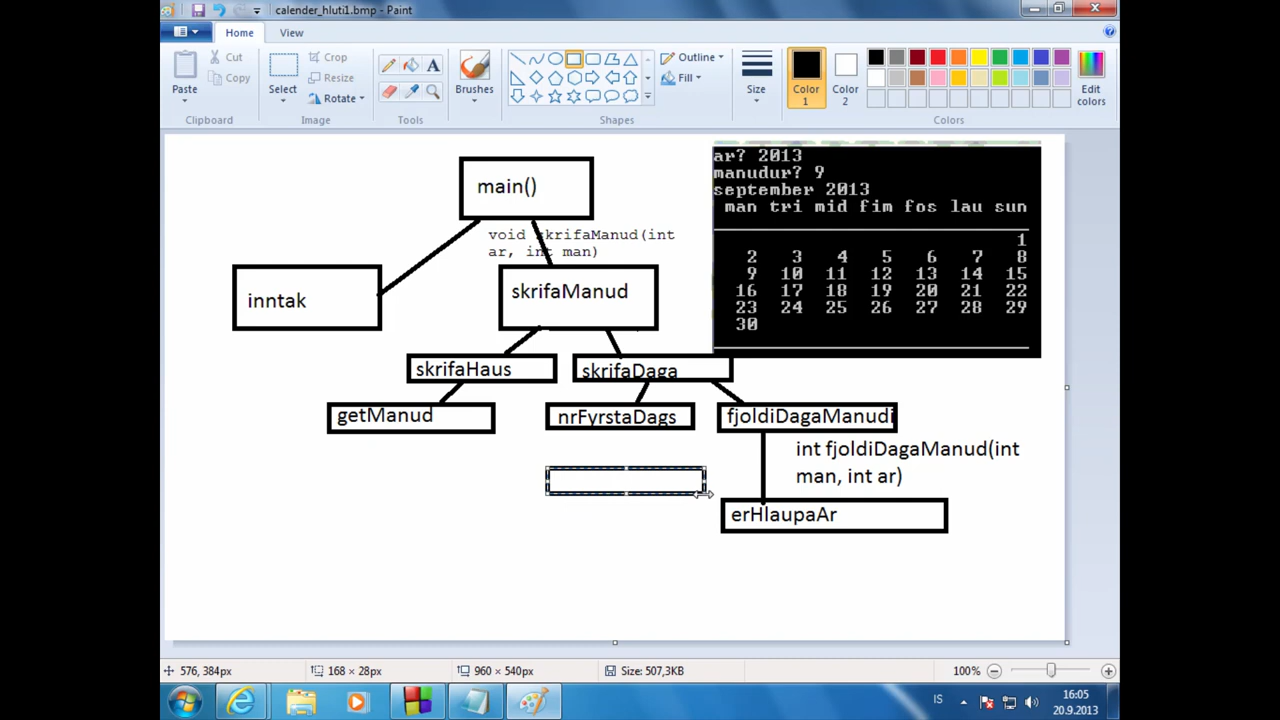 calender_hluti1.bmp - Paint
Home
View
Paste
Cut
Copy
Clipboard
Select
Crop
Resize
Rotate
Image
A
Tools
Brushes
Shapes
Outline
Fill
Size
Color
1
Color
2
Edit
colors
Colors
main()
void skrifaManud(int
ar, int man)
inntak
skrifaManud
skrifaHaus
skrifaDaga
getManud
nrFyrstaDags
fjoldiDagaManudi
int fjoldiDagaManud(int
man, int ar)
erHlaupaAr
ar? 2013
manudur? 9
september 2013
man tri mid fim fos lau sun
1
2 3 4 5 6 7 8
9 10 11 12 13 14 15
16 17 18 19 20 21 22
23 24 25 26 27 28 29
30
576, 384px
168 × 28px
960 × 540px
Size: 507,3KB
100%
IS
16:05
20.9.2013